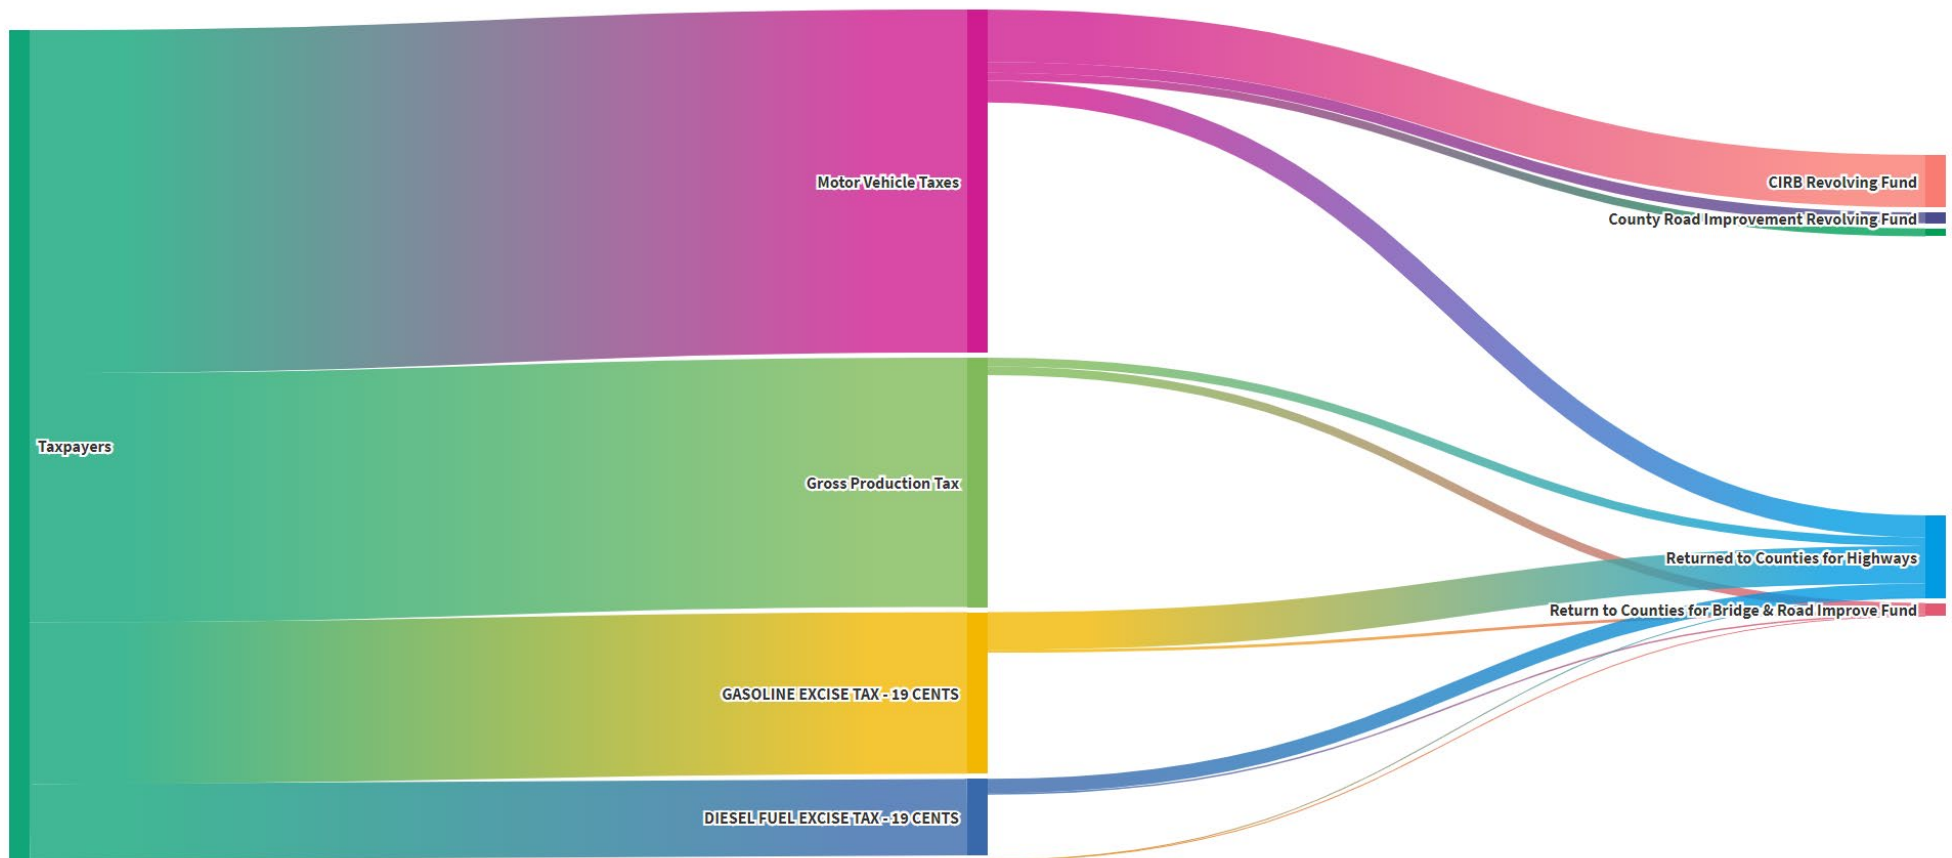 Motor Vehicle Taxes
CIRB Revolving Fund
County Road Improvement Revolving Fund
Taxpayers
Gross Production Tax
Returned to Counties for Highways
Return to Counties for Bridge & Road Improve Fund
GASOLINE EXCISE TAX - 19 CENTS
DIESEL FUEL EXCISE TAX - 19 CENTS